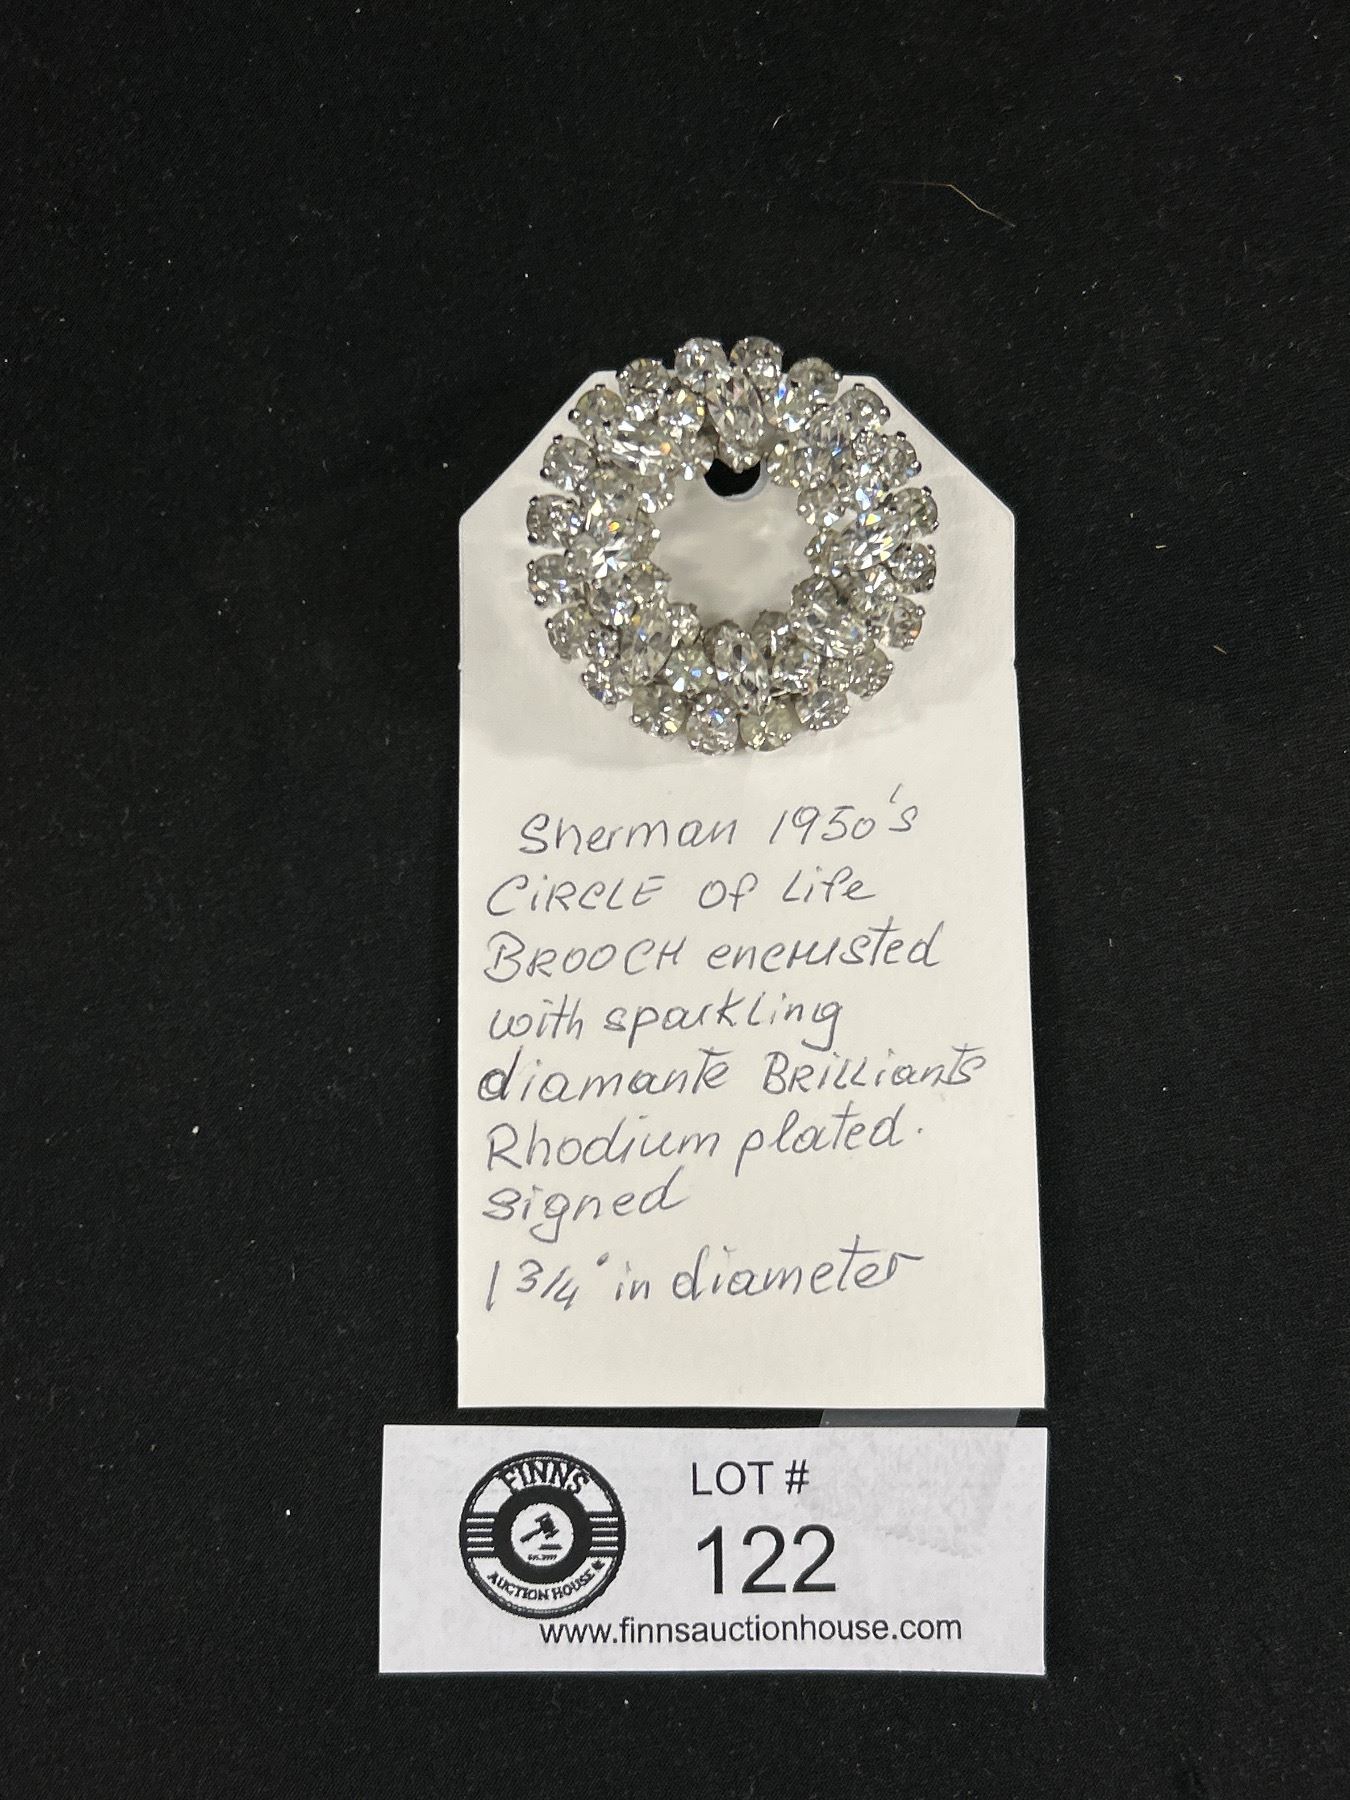 Sherman 1950's
CiRCLE of Life
BROOCH encrusted
with sparkling
diamante BRiLLiants
Rhodium plated.
signed
1 3/4" in diameter
FINNS
AUCTION HOUSE
LOT #
122
www.finnsauctionhouse.com